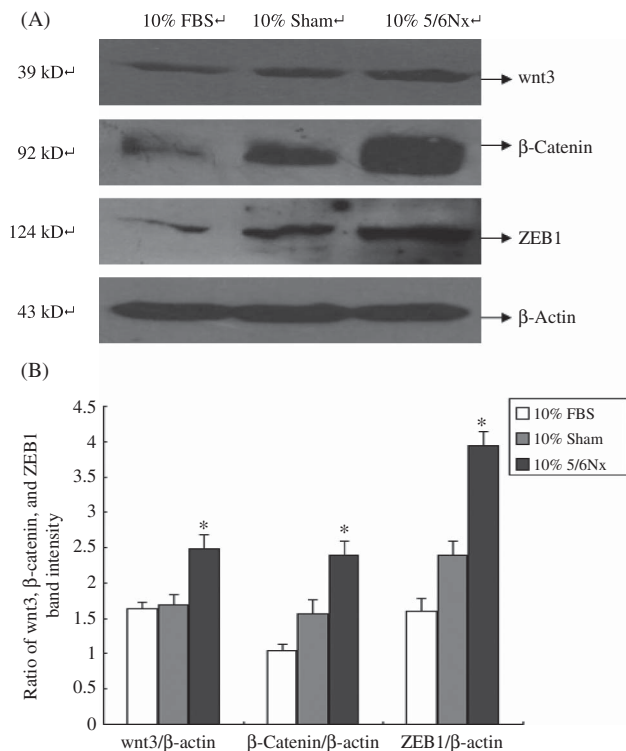 (A)
10% FBS↵ 10% Sham↵ 10% 5/6Nx↵
39 kD↵ wnt3
92 kD↵ β-Catenin
124 kD↵ ZEB1
43 kD↵ β-Actin
(B)
Ratio of wnt3, β-catenin, and ZEB1
band intensity
4.5
4
3.5
3
2.5
2
1.5
1
0.5
0
* * *
10% FBS
10% Sham
10% 5/6Nx
wnt3/β-actin β-Catenin/β-actin ZEB1/β-actin